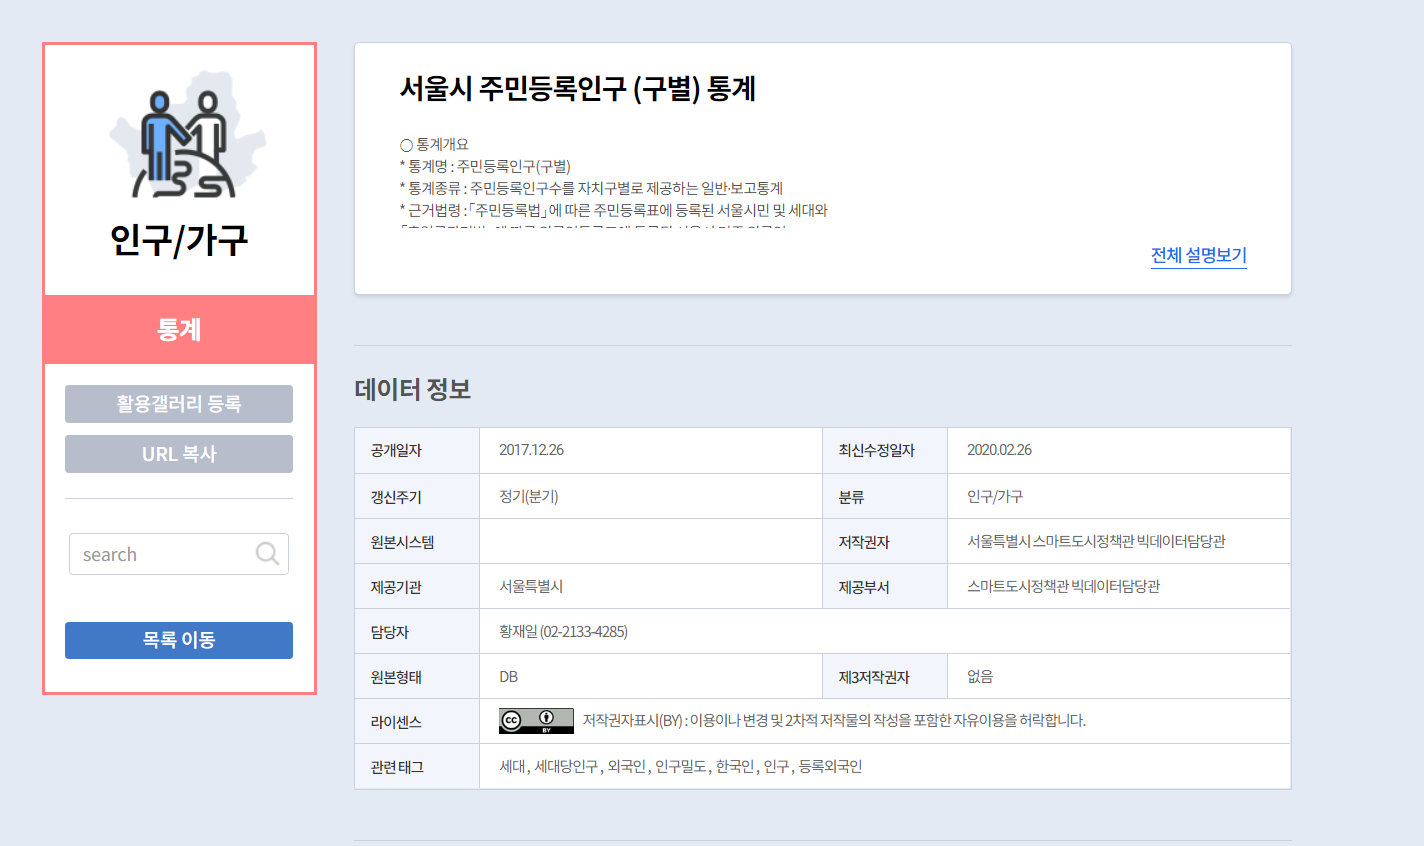 인구/가구
통계
활용갤러리 등록
URL 복사
search
목록 이동
서울시 주민등록인구 (구별) 통계
○ 통계개요
* 통계명 : 주민등록인구(구별)
* 통계종류 : 주민등록인구수를 자치구별로 제공하는 일반·보고통계
* 근거법령 : 「주민등록법」에 따른 주민등록표에 등록된 서울시민 및 세대와
전체 설명보기
데이터 정보
공개일자 2017.12.26 최신수정일자 2020.02.26
갱신주기 정기(분기) 분류 인구/가구
원본시스템 저작권자 서울특별시 스마트도시정책관 빅데이터담당관
제공기관 서울특별시 제공부서 스마트도시정책관 빅데이터담당관
담당자 황재일 (02-2133-4285)
원본형태 DB 제3저작권자 없음
라이센스 cc BY 저작권자표시(BY) : 이용이나 변경 및 2차적 저작물의 작성을 포함한 자유이용을 허락합니다.
관련 태그 세대 , 세대당인구 , 외국인 , 인구밀도 , 한국인 , 인구 , 등록외국인